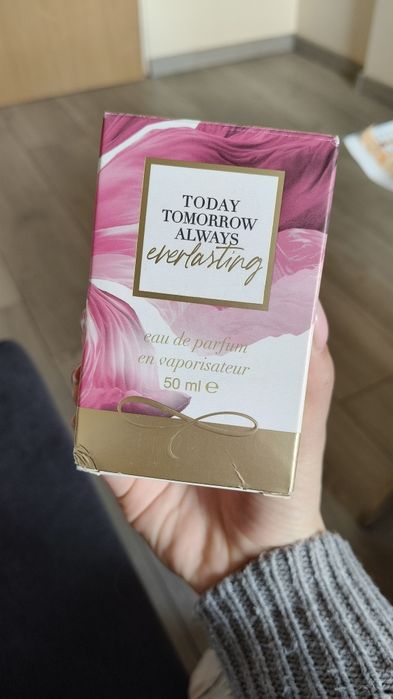 TODAY
TOMORROW
ALWAYS
everlasting
eau de parfum
en vaporisateur
50 ml ℮